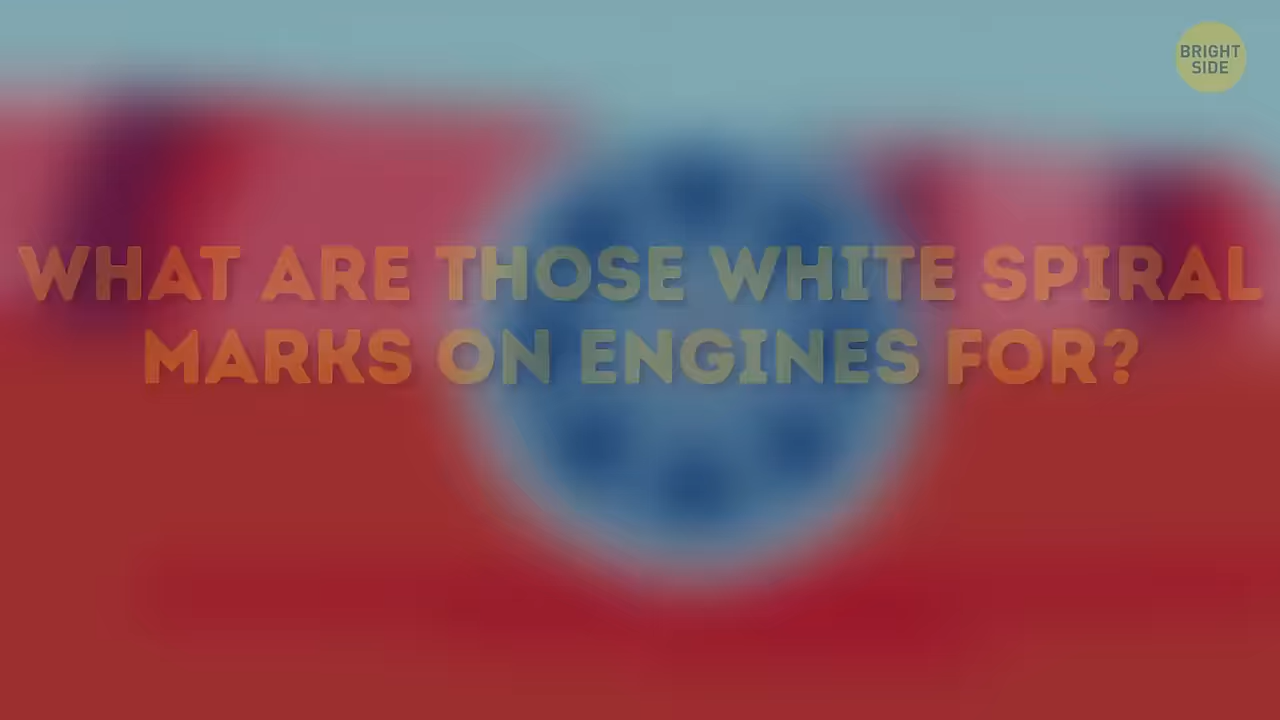 BRIGHT
SIDE
WHAT ARE THOSE WHITE SPIRAL
MARKS ON ENGINES FOR?